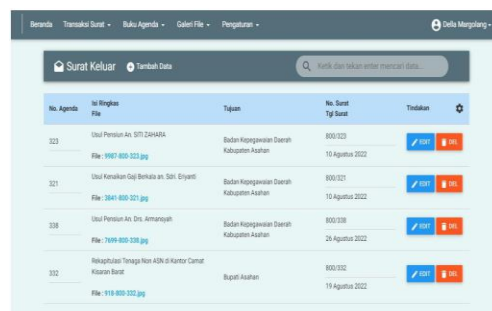 Beranda Transaksi Surat Buku Agenda Galeri File Pengaturan Della Margolang
Surat Keluar Tambah Data Ketik dan tekan enter mencari data...
No. Agenda Isi Ringkas File Tujuan No. Surat Tgl Surat Tindakan
323 Usul Pensiun An. SITI ZAHARA Badan Kepegawaian Daerah Kabupaten Asahan 800/323 EDIT DEL
File : 9987-800-323.jpg 10 Agustus 2022
321 Usul Kenaikan Gaji Berkala an. Sdri. Eriyanti Badan Kepegawaian Daerah Kabupaten Asahan 800/321 EDIT DEL
File : 3841-800-321.jpg 10 Agustus 2022
338 Usul Pensiun An. Drs. Armansyah Badan Kepegawaian Daerah Kabupaten Asahan 800/338 EDIT DEL
File : 7699-800-338.jpg 26 Agustus 2022
332 Rekapitulasi Tenaga Non ASN di Kantor Camat Kisaran Barat Bupati Asahan 800/332 EDIT DEL
File : 918-800-332.jpg 19 Agustus 2022